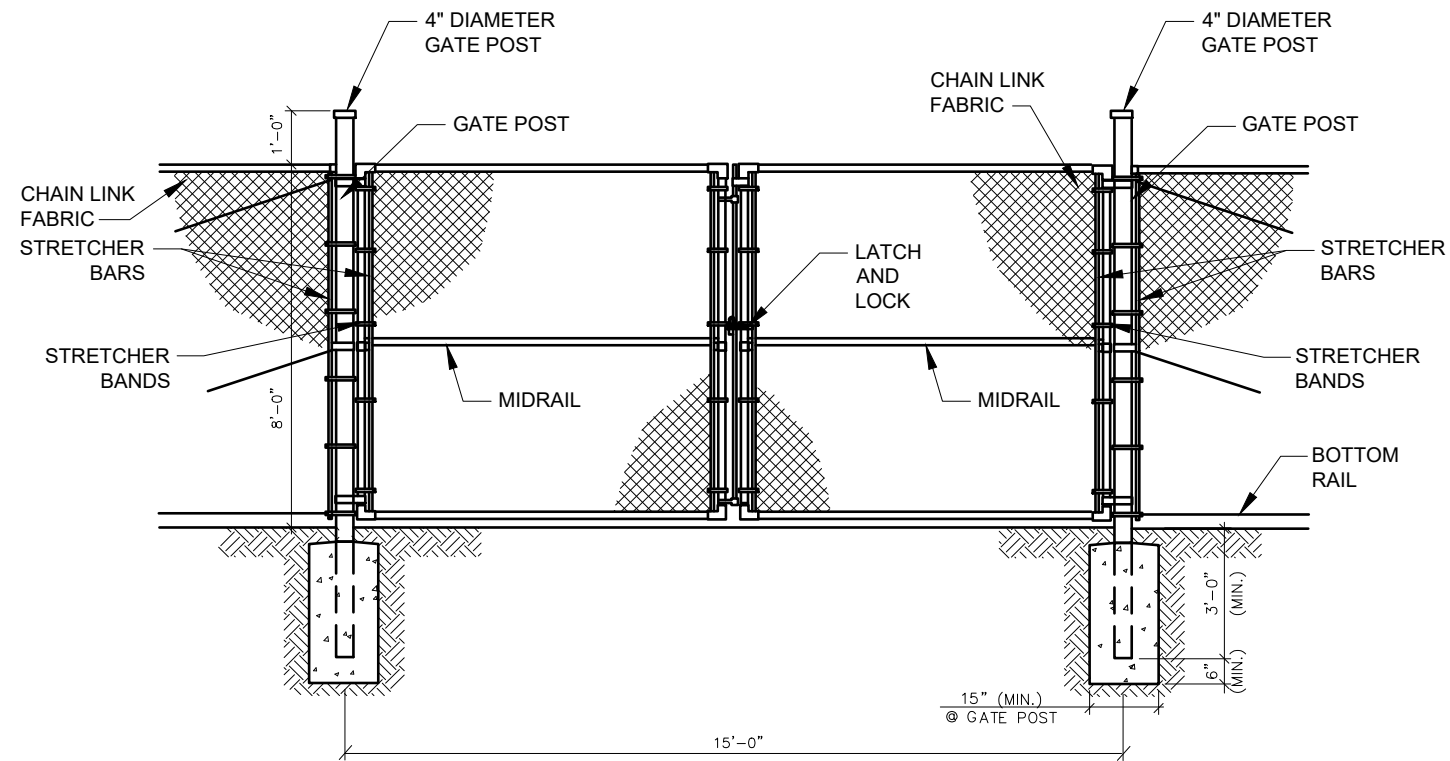 4" DIAMETER
GATE POST
4" DIAMETER
GATE POST
CHAIN LINK
FABRIC
1'-0"
GATE POST
GATE POST
CHAIN LINK
FABRIC
STRETCHER
BARS
LATCH
AND
LOCK
STRETCHER
BARS
STRETCHER
BANDS
STRETCHER
BANDS
8'-0"
MIDRAIL
MIDRAIL
BOTTOM
RAIL
3'-0"
(MIN.)
6"
(MIN.)
15" (MIN.)
@ GATE POST
15'-0"